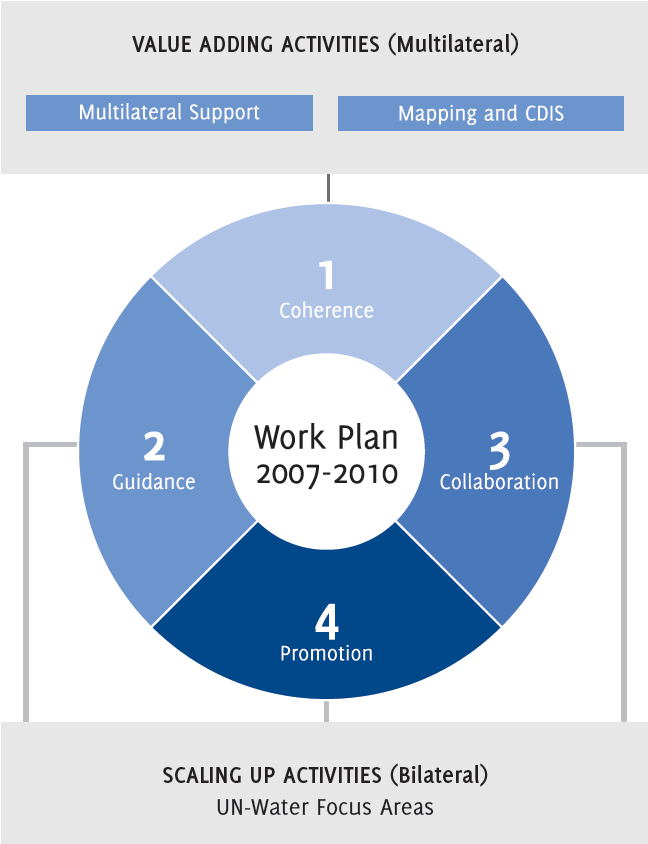 VALUE ADDING ACTIVITIES (Multilateral)
Multilateral Support
Mapping and CDIS
1
Coherence
2
Guidance
Work Plan
2007-2010
3
Collaboration
4
Promotion
SCALING UP ACTIVITIES (Bilateral)
UN-Water Focus Areas